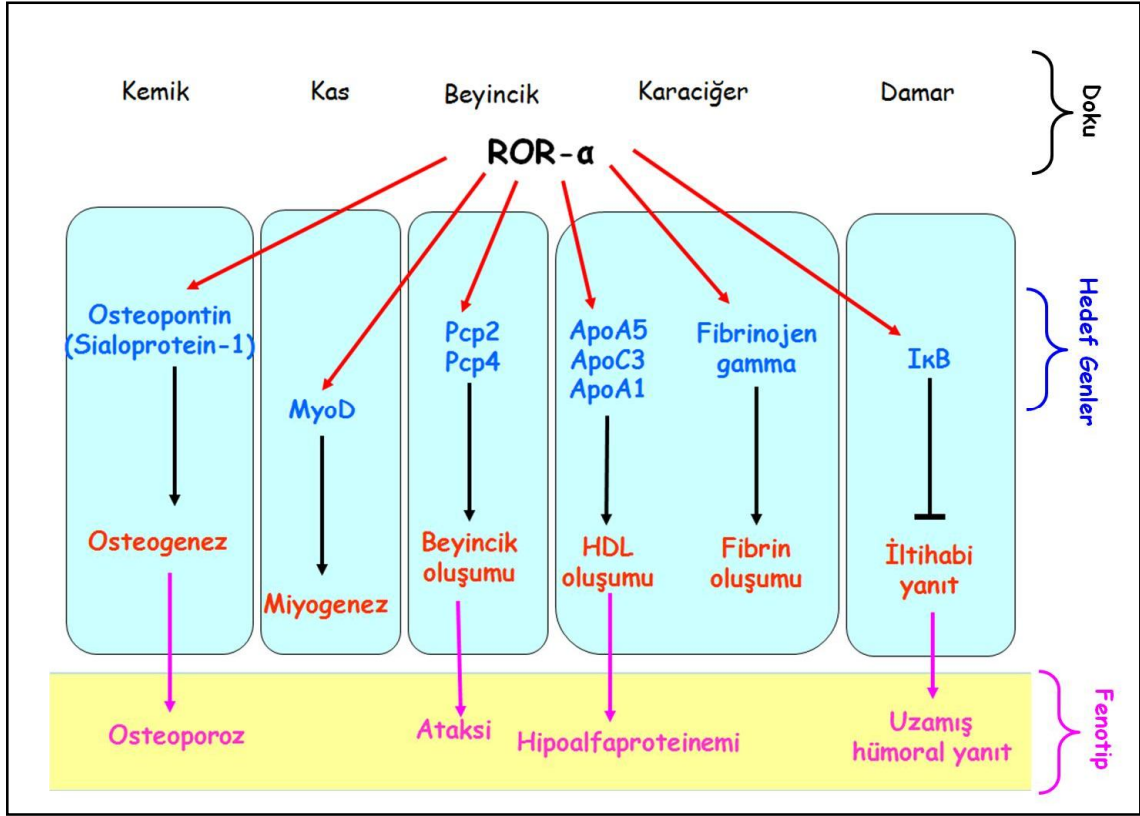 Kemik
Kas
Beyincik
Karaciğer
Damar
Doku
ROR-α
Osteopontin
(Sialoprotein-1)
MyoD
Pcp2
Pcp4
ApoA5
ApoC3
ApoA1
Fibrinojen
gamma
IκB
Hedef Genler
Osteogenez
Miyogenez
Beyincik
oluşumu
HDL
oluşumu
Fibrin
oluşumu
İltihabi
yanıt
Osteoporoz
Ataksi
Hipoalfaproteinemi
Uzamış
hümoral yanıt
Fenotip